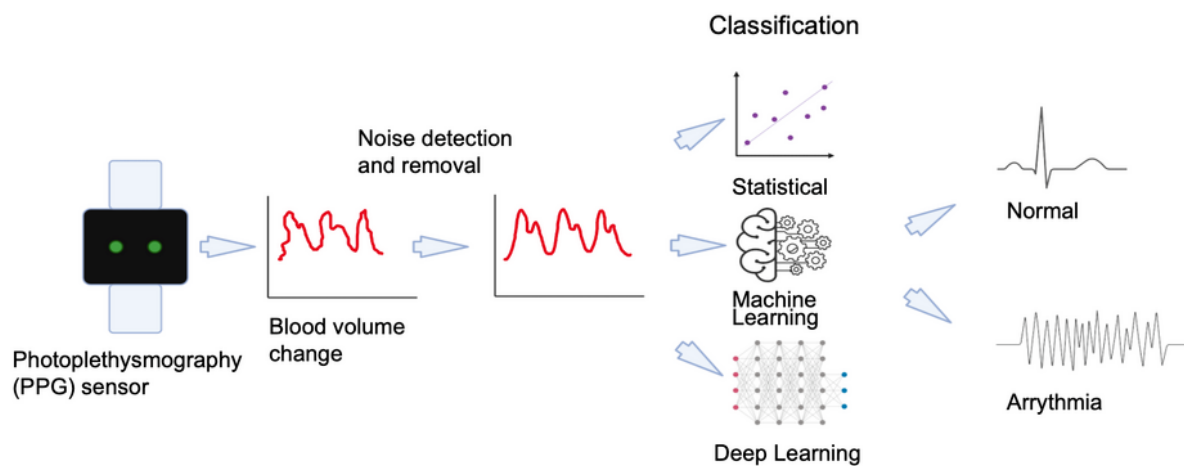 Classification
Noise detection
and removal
Statistical
Normal
Machine
Learning
Blood volume
change
Photoplethysmography
(PPG) sensor
Arrythmia
Deep Learning